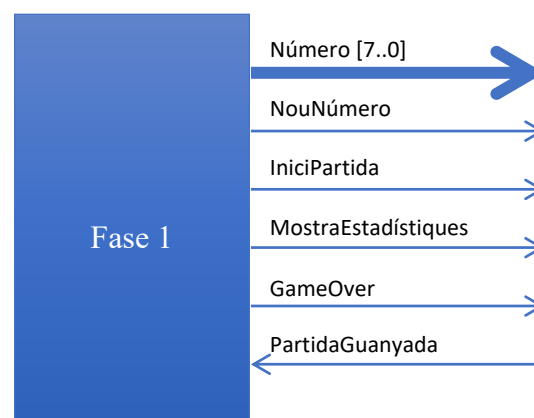 Número [7..0]
NouNúmero
IniciPartida
Fase 1
MostraEstadístiques
GameOver
PartidaGuanyada